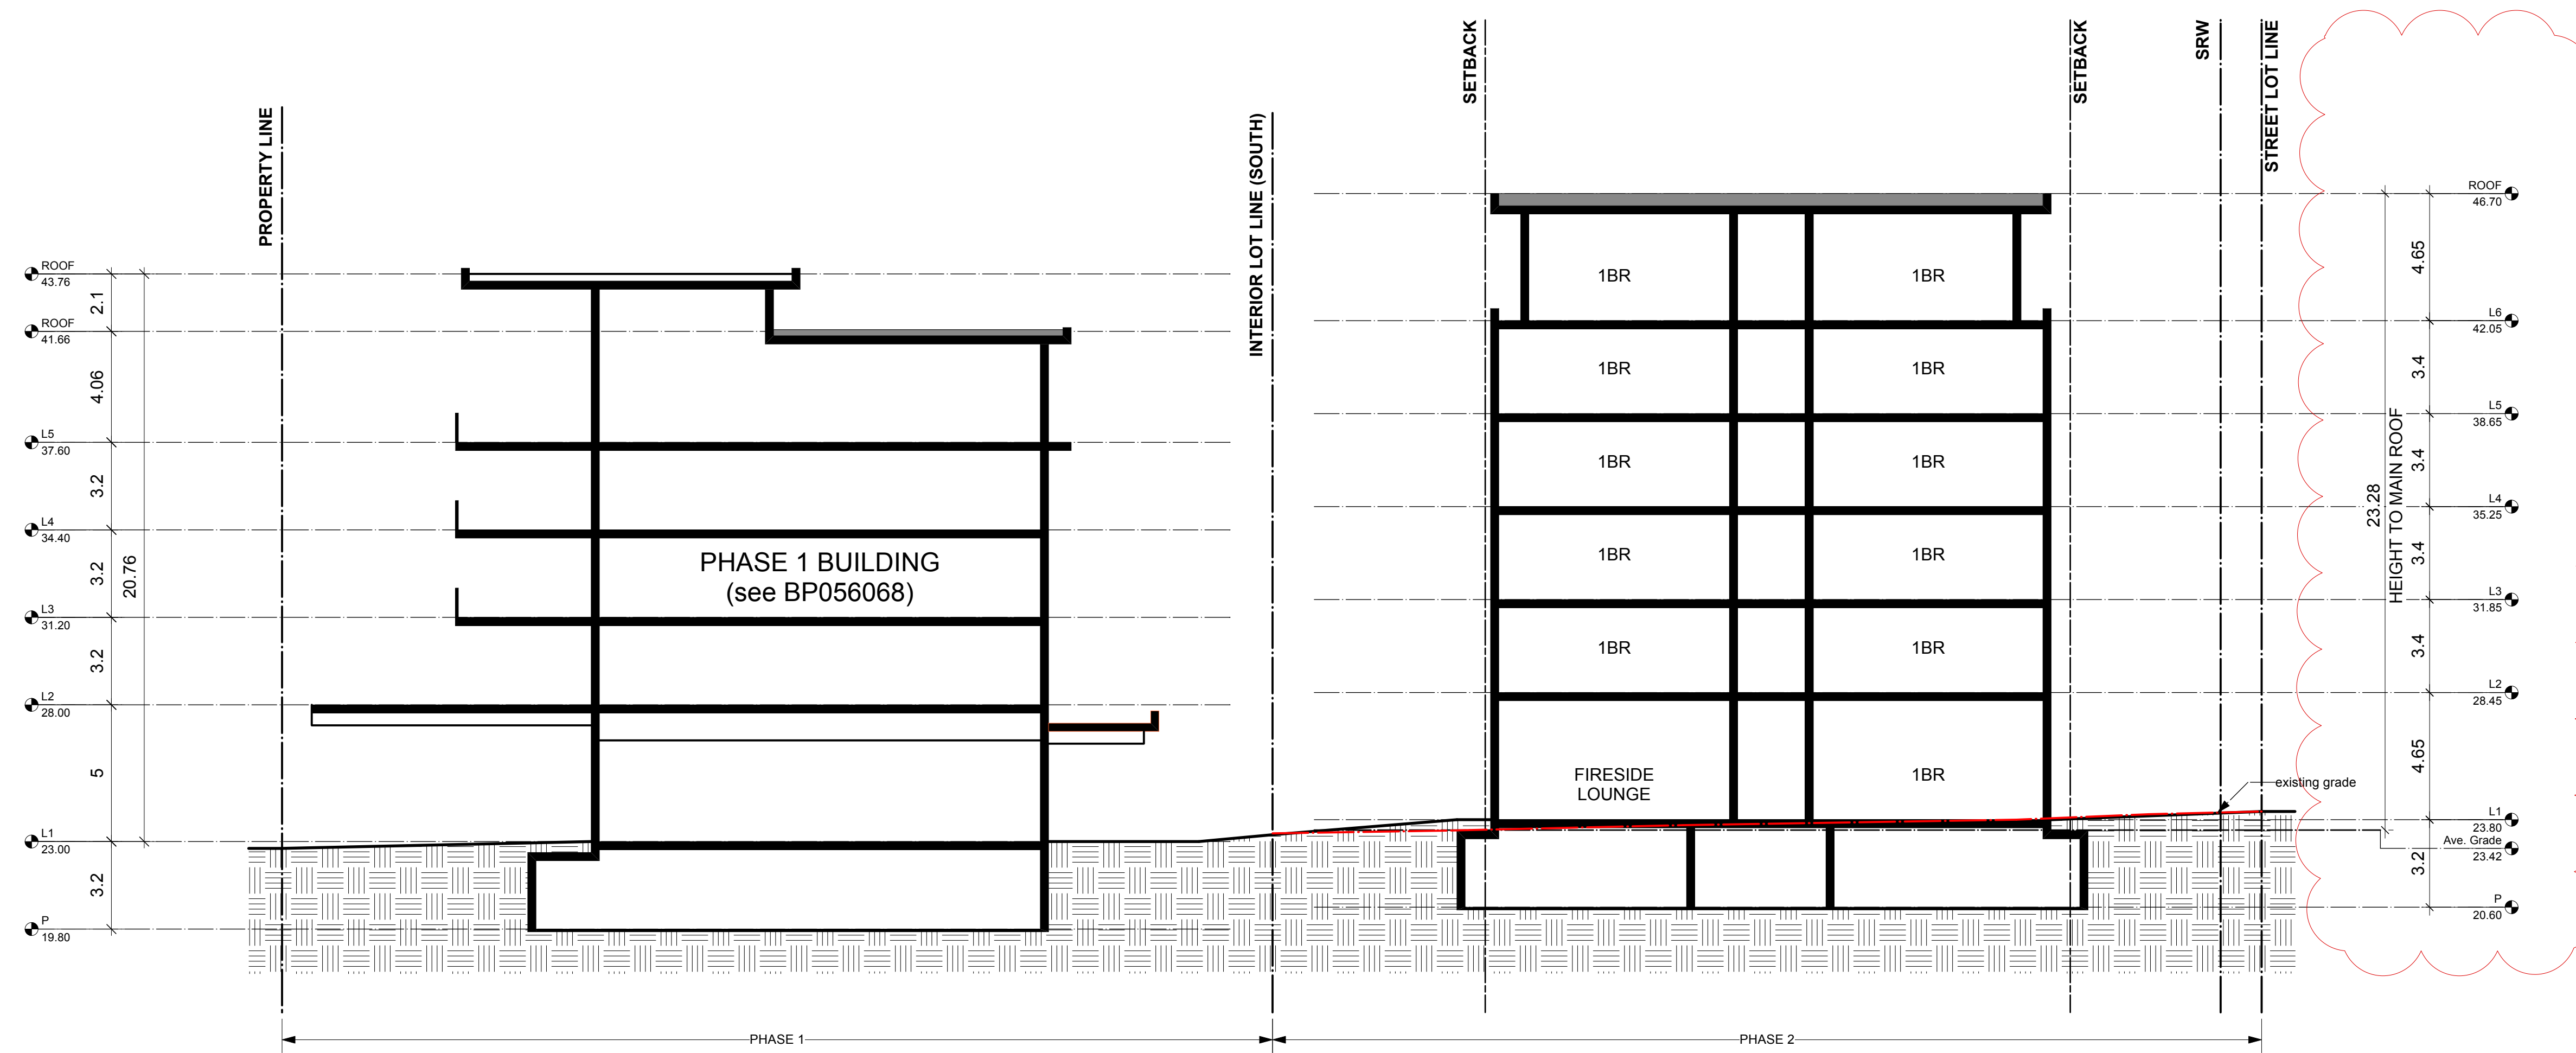 PROPERTY LINE
INTERIOR LOT LINE (SOUTH)
SETBACK
SETBACK
SRW
STREET LOT LINE
ROOF
43.76
2.1
ROOF
41.66
4.06
L5
37.60
3.2
L4
34.40
3.2
20.76
L3
31.20
3.2
L2
28.00
5
L1
23.00
3.2
P
19.80
PHASE 1 BUILDING
(see BP056068)
1BR
1BR
1BR
1BR
1BR
1BR
1BR
1BR
1BR
1BR
FIRESIDE
LOUNGE
1BR
existing grade
23.28
HEIGHT TO MAIN ROOF
ROOF
46.70
4.65
L6
42.05
3.4
L5
38.65
3.4
L4
35.25
3.4
L3
31.85
3.4
L2
28.45
4.65
L1
23.80
Ave. Grade
23.42
3.2
P
20.60
PHASE 1
PHASE 2